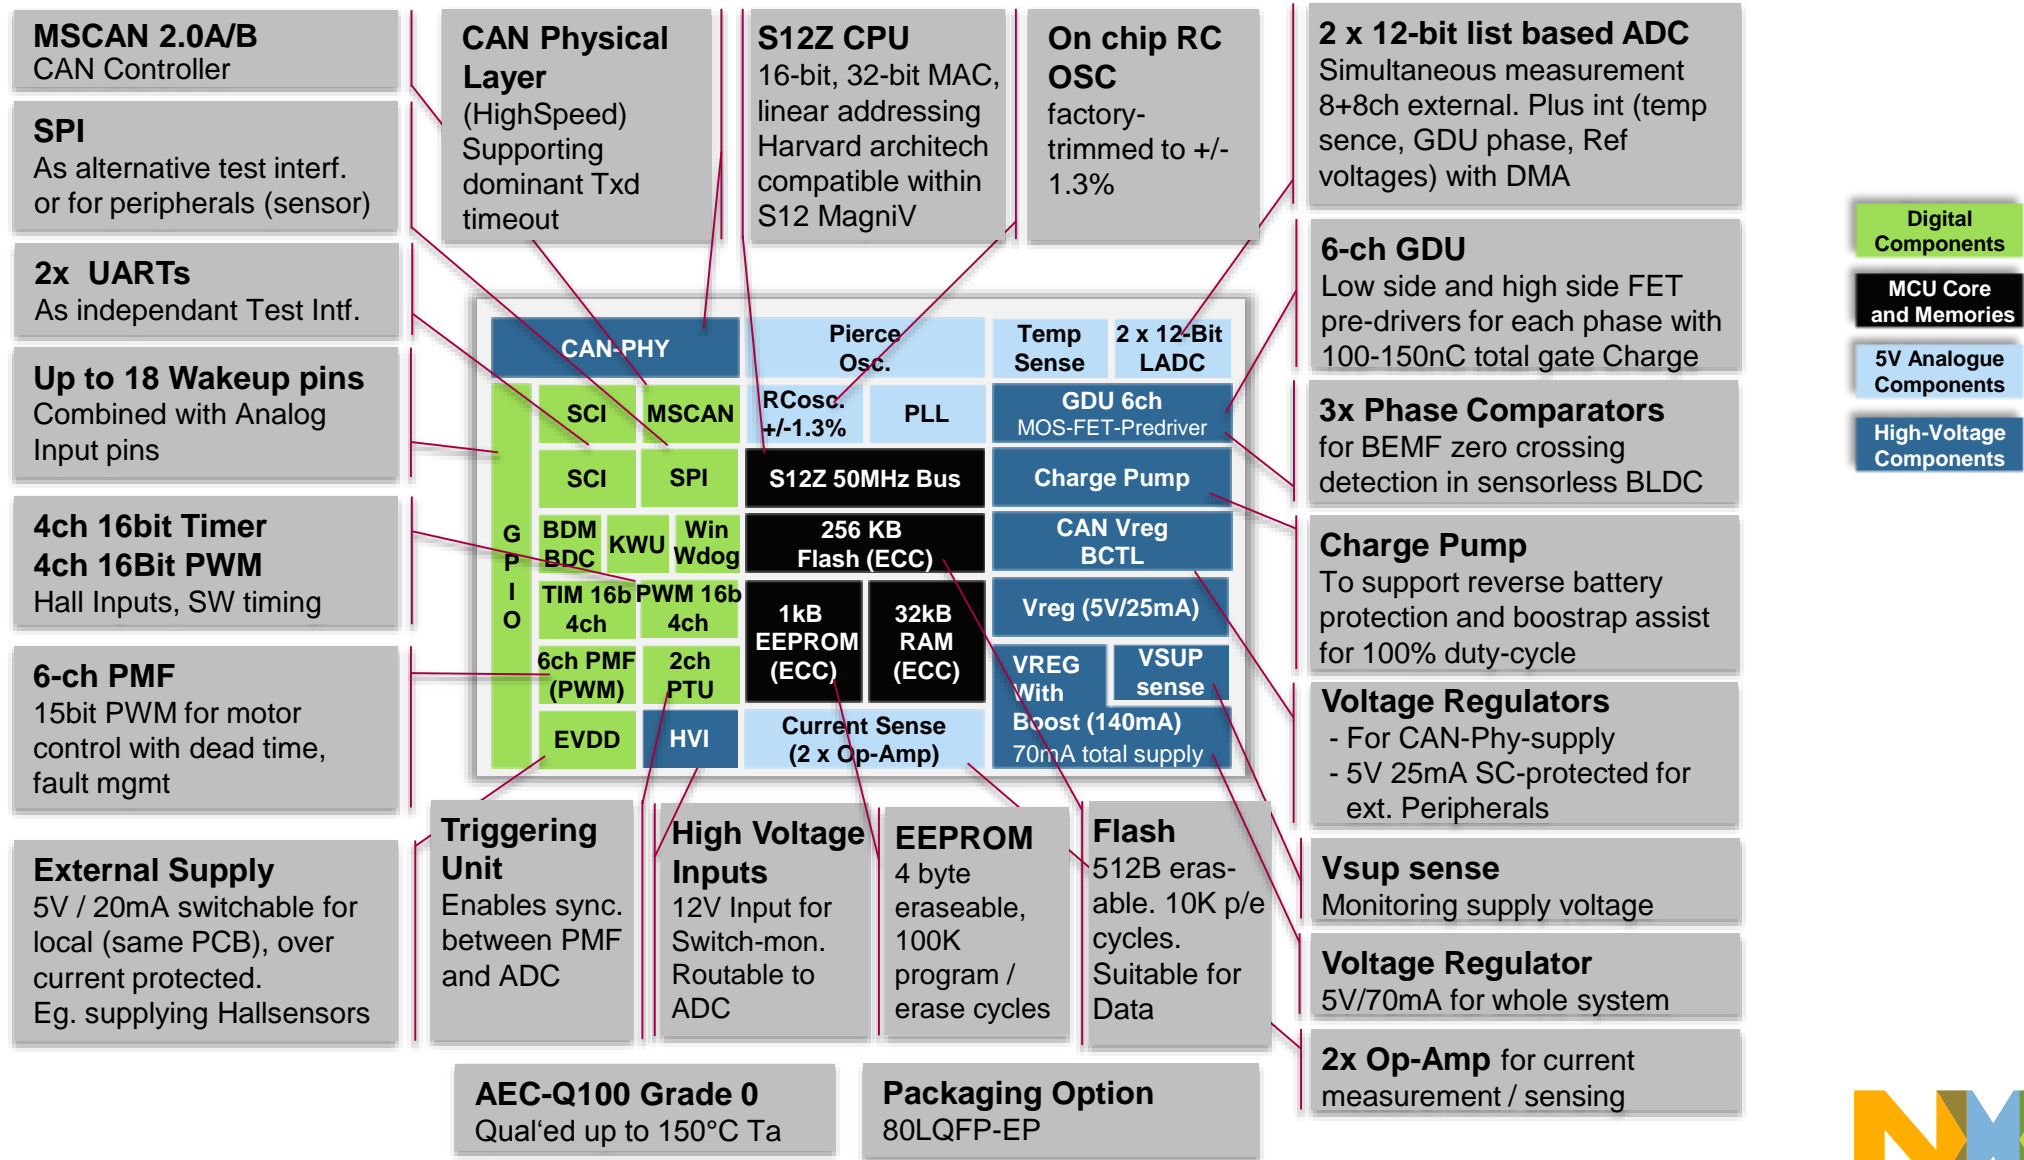 MSCAN 2.0A/B
CAN Controller
SPI
As alternative test interf.
or for peripherals (sensor)
2x  UARTs
As independant Test Intf.
Up to 18 Wakeup pins
Combined with Analog
Input pins
4ch 16bit Timer
4ch 16Bit PWM
Hall Inputs, SW timing
6-ch PMF
15bit PWM for motor
control with dead time,
fault mgmt
External Supply
5V / 20mA switchable for
local (same PCB), over
current protected.
Eg. supplying Hallsensors
CAN Physical
Layer
(HighSpeed)
Supporting
dominant Txd
timeout
S12Z CPU
16-bit, 32-bit MAC,
linear addressing
Harvard architech
compatible within
S12 MagniV
On chip RC
OSC
factory-
trimmed to +/-
1.3%
2 x 12-bit list based ADC
Simultaneous measurement
8+8ch external. Plus int (temp
sence, GDU phase, Ref
voltages) with DMA
6-ch GDU
Low side and high side FET
pre-drivers for each phase with
100-150nC total gate Charge
3x Phase Comparators
for BEMF zero crossing
detection in sensorless BLDC
Charge Pump
To support reverse battery
protection and boostrap assist
for 100% duty-cycle
Voltage Regulators
- For CAN-Phy-supply
- 5V 25mA SC-protected for
ext. Peripherals
Vsup sense
Monitoring supply voltage
Voltage Regulator
5V/70mA for whole system
2x Op-Amp for current
measurement / sensing
CAN-PHY
Pierce
Osc.
Temp
Sense
2 x 12-Bit
LADC
GPIO
SCI
MSCAN
RCosc.
+/-1.3%
PLL
GDU 6ch
MOS-FET-Predriver
SCI
SPI
S12Z 50MHz Bus
Charge Pump
BDM
BDC
KWU
Win
Wdog
256 KB
Flash (ECC)
CAN Vreg
BCTL
TIM 16b
4ch
PWM 16b
4ch
1kB
EEPROM
(ECC)
32kB
RAM
(ECC)
Vreg (5V/25mA)
6ch PMF
(PWM)
2ch
PTU
VREG
With
Boost (140mA)
70mA total supply
VSUP
sense
EVDD
HVI
Current Sense
(2 x Op-Amp)
Triggering
Unit
Enables sync.
between PMF
and ADC
High Voltage
Inputs
12V Input for
Switch-mon.
Routable to
ADC
EEPROM
4 byte
eraseable,
100K
program /
erase cycles
Flash
512B eras-
able. 10K p/e
cycles.
Suitable for
Data
AEC-Q100 Grade 0
Qual‘ed up to 150°C Ta
Packaging Option
80LQFP-EP
Digital
Components
MCU Core
and Memories
5V Analogue
Components
High-Voltage
Components